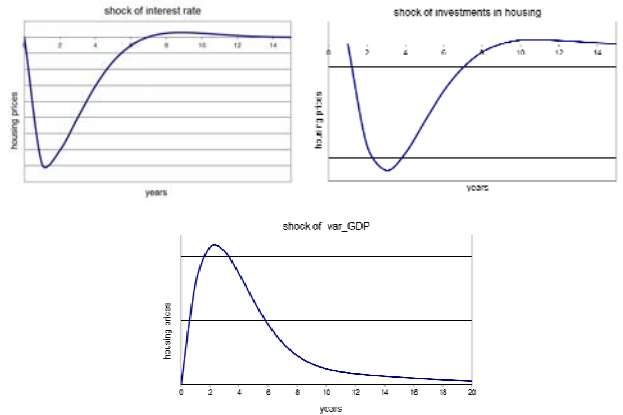 shock of interest rate
housing prices
2 4 6 8 10 12 14
years
shock of investments in housing
housing prices
2 4 6 8 10 12 14
years
shock of var_GDP
housing prices
0 2 4 6 8 10 12 14 16 18 20
years